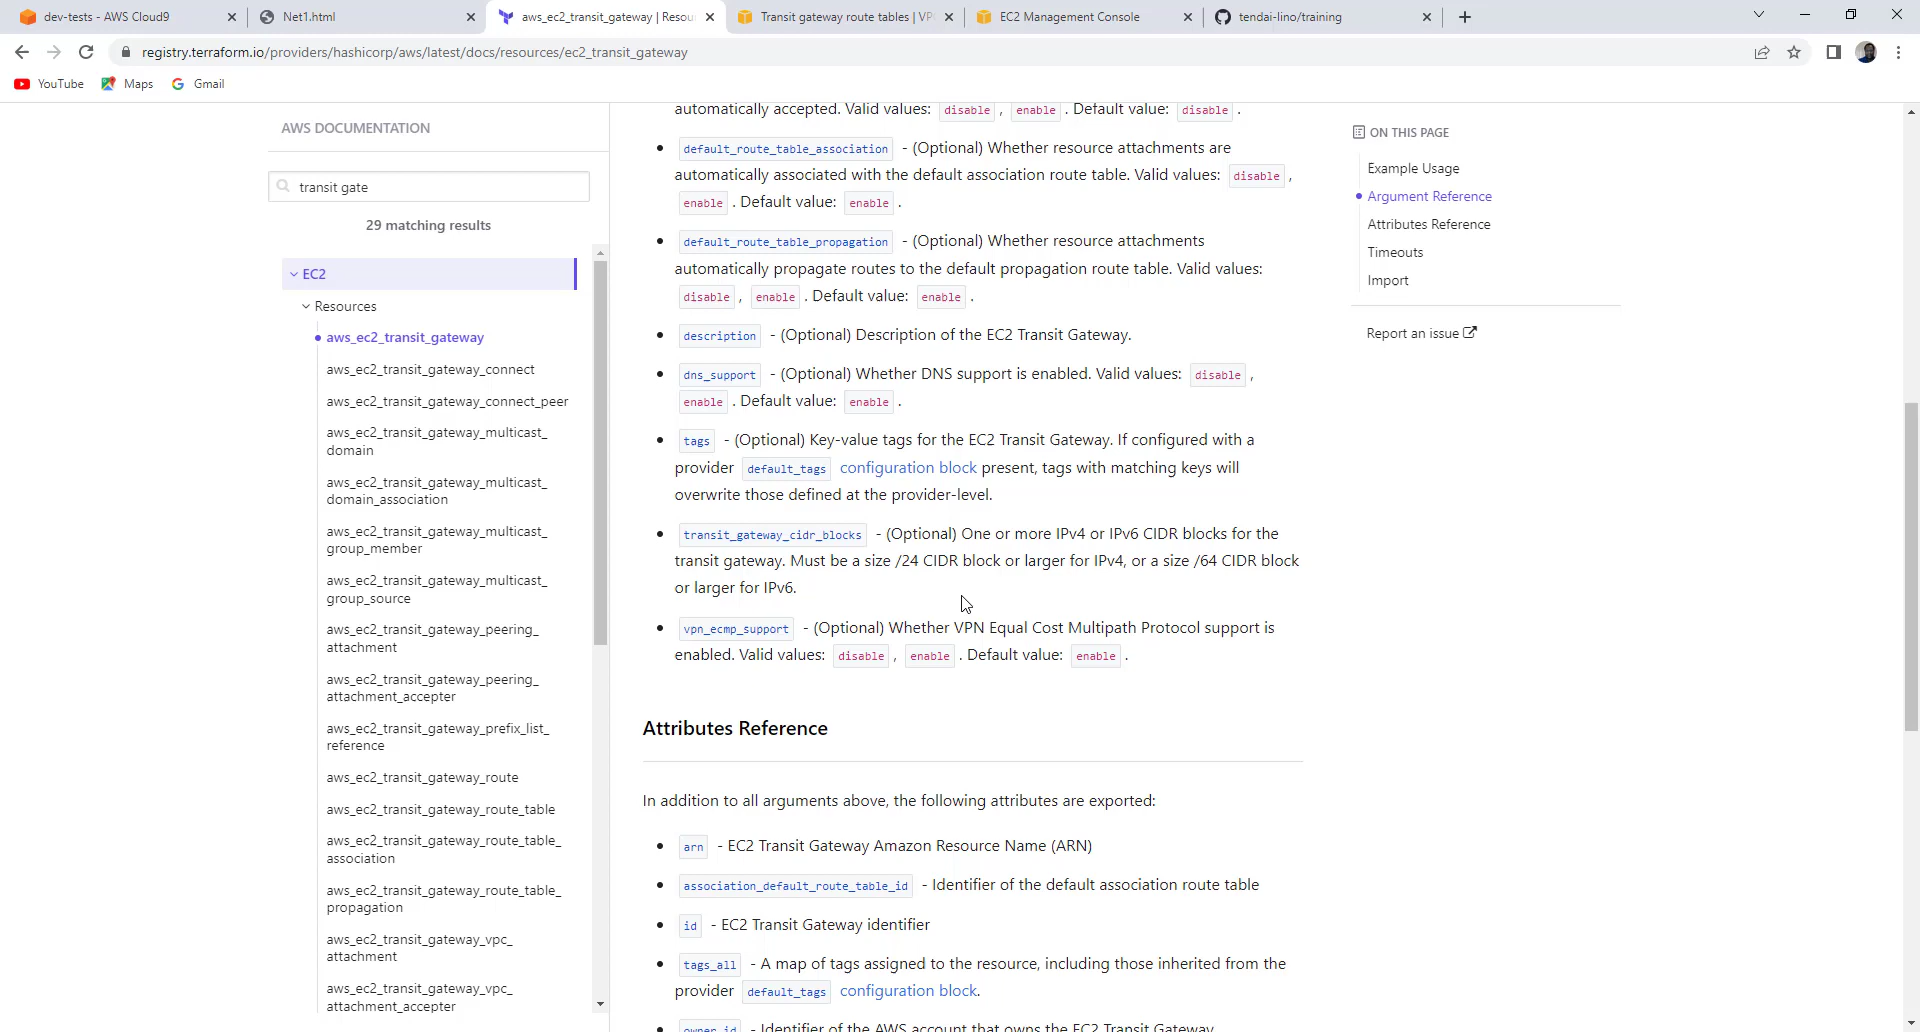 dev-tests - AWS Cloud9
Net1.html
aws_ec2_transit_gateway | Resou
Transit gateway route tables | VP
EC2 Management Console
tendai-lino/training
registry.terraform.io/providers/hashicorp/aws/latest/docs/resources/ec2_transit_gateway
YouTube
Maps
Gmail
AWS DOCUMENTATION
transit gate
29 matching results
EC2
Resources
aws_ec2_transit_gateway
aws_ec2_transit_gateway_connect
aws_ec2_transit_gateway_connect_peer
aws_ec2_transit_gateway_multicast_
domain
aws_ec2_transit_gateway_multicast_
domain_association
aws_ec2_transit_gateway_multicast_
group_member
aws_ec2_transit_gateway_multicast_
group_source
aws_ec2_transit_gateway_peering_
attachment
aws_ec2_transit_gateway_peering_
attachment_accepter
aws_ec2_transit_gateway_prefix_list_
reference
aws_ec2_transit_gateway_route
aws_ec2_transit_gateway_route_table
aws_ec2_transit_gateway_route_table_
association
aws_ec2_transit_gateway_route_table_
propagation
aws_ec2_transit_gateway_vpc_
attachment
aws_ec2_transit_gateway_vpc_
attachment_accepter
automatically accepted. Valid values: disable , enable . Default value: disable .
• default_route_table_association - (Optional) Whether resource attachments are
automatically associated with the default association route table. Valid values: disable ,
enable . Default value: enable .
• default_route_table_propagation - (Optional) Whether resource attachments
automatically propagate routes to the default propagation route table. Valid values:
disable , enable . Default value: enable .
• description - (Optional) Description of the EC2 Transit Gateway.
• dns_support - (Optional) Whether DNS support is enabled. Valid values: disable ,
enable . Default value: enable .
• tags - (Optional) Key-value tags for the EC2 Transit Gateway. If configured with a
provider default_tags configuration block present, tags with matching keys will
overwrite those defined at the provider-level.
• transit_gateway_cidr_blocks - (Optional) One or more IPv4 or IPv6 CIDR blocks for the
transit gateway. Must be a size /24 CIDR block or larger for IPv4, or a size /64 CIDR block
or larger for IPv6.
• vpn_ecmp_support - (Optional) Whether VPN Equal Cost Multipath Protocol support is
enabled. Valid values: disable , enable . Default value: enable .
Attributes Reference
In addition to all arguments above, the following attributes are exported:
• arn - EC2 Transit Gateway Amazon Resource Name (ARN)
• association_default_route_table_id - Identifier of the default association route table
• id - EC2 Transit Gateway identifier
• tags_all - A map of tags assigned to the resource, including those inherited from the
provider default_tags configuration block.
• owner_id - Identifier of the AWS account that owns the EC2 Transit Gateway
ON THIS PAGE
Example Usage
Argument Reference
Attributes Reference
Timeouts
Import
Report an issue